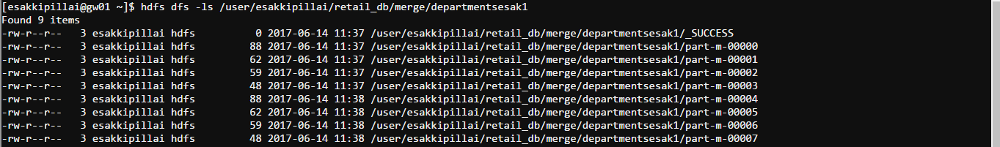 [esakkipillai@gw01 ~]$ hdfs dfs -ls /user/esakkipillai/retail_db/merge/departmentsesak1
Found 9 items
-rw-r--r--   3 esakkipillai hdfs          0 2017-06-14 11:37 /user/esakkipillai/retail_db/merge/departmentsesak1/_SUCCESS
-rw-r--r--   3 esakkipillai hdfs         88 2017-06-14 11:37 /user/esakkipillai/retail_db/merge/departmentsesak1/part-m-00000
-rw-r--r--   3 esakkipillai hdfs         62 2017-06-14 11:37 /user/esakkipillai/retail_db/merge/departmentsesak1/part-m-00001
-rw-r--r--   3 esakkipillai hdfs         59 2017-06-14 11:37 /user/esakkipillai/retail_db/merge/departmentsesak1/part-m-00002
-rw-r--r--   3 esakkipillai hdfs         48 2017-06-14 11:37 /user/esakkipillai/retail_db/merge/departmentsesak1/part-m-00003
-rw-r--r--   3 esakkipillai hdfs         88 2017-06-14 11:38 /user/esakkipillai/retail_db/merge/departmentsesak1/part-m-00004
-rw-r--r--   3 esakkipillai hdfs         62 2017-06-14 11:38 /user/esakkipillai/retail_db/merge/departmentsesak1/part-m-00005
-rw-r--r--   3 esakkipillai hdfs         59 2017-06-14 11:38 /user/esakkipillai/retail_db/merge/departmentsesak1/part-m-00006
-rw-r--r--   3 esakkipillai hdfs         48 2017-06-14 11:38 /user/esakkipillai/retail_db/merge/departmentsesak1/part-m-00007